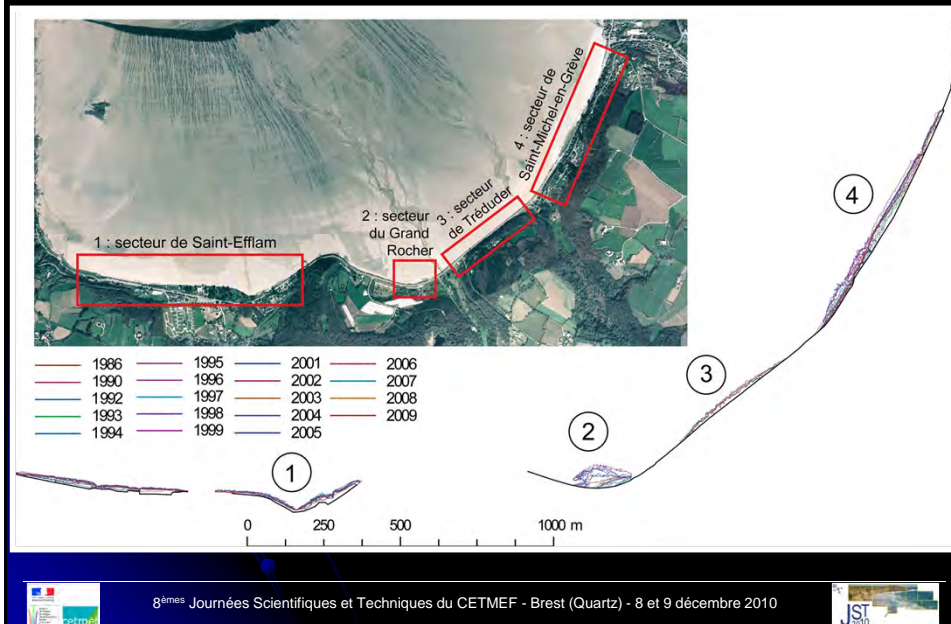 4 : secteur de
Saint-Michel-en-Grève
3 : secteur
de Tréduder
2 : secteur
du Grand
Rocher
1 : secteur de Saint-Efflam
1986 1995 2001 2006
1990 1996 2002 2007
1992 1997 2003 2008
1993 1998 2004 2009
1994 1999 2005
4
3
2
1
0 250 500 1000 m
cetmef
8èmes Journées Scientifiques et Techniques du CETMEF - Brest (Quartz) - 8 et 9 décembre 2010
JST
2010